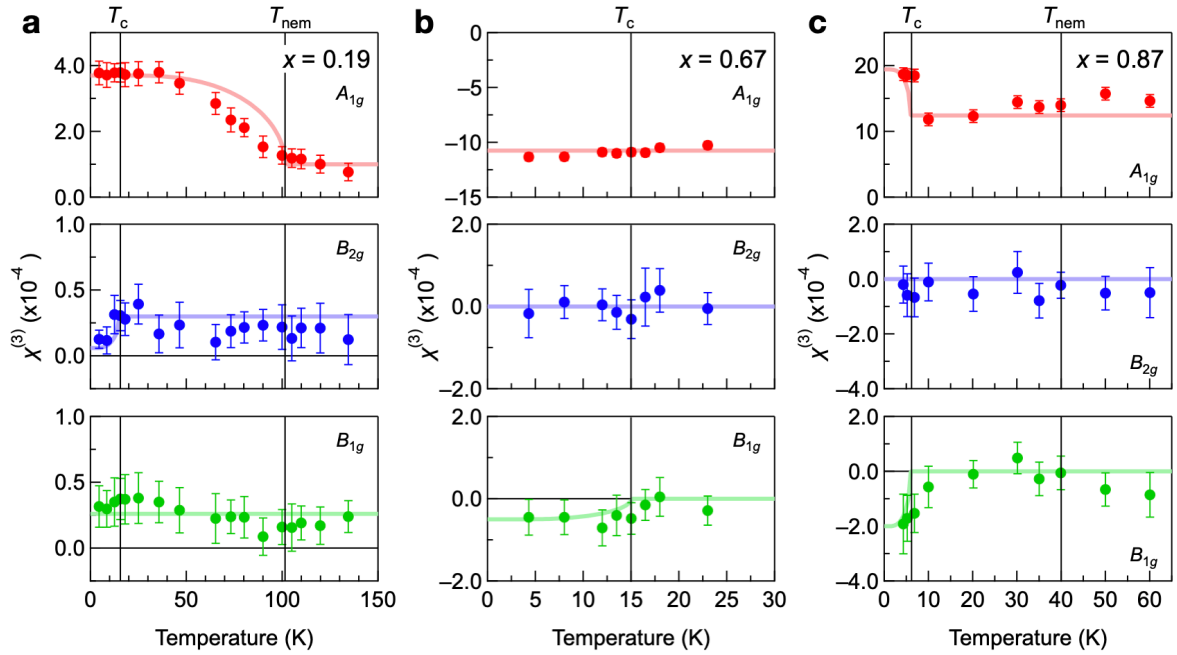 a
T_c
T_nem
x = 0.19
A_1g
4.0
2.0
0.0
B_2g
1.0
0.5
0.0
χ^(3) (x10^-4)
B_1g
1.0
0.5
0.0
0 50 100 150
Temperature (K)
b
T_c
x = 0.67
A_1g
0
−5
−10
−15
B_2g
2.0
0.0
−2.0
χ^(3) (x10^-4)
B_1g
2.0
0.0
−2.0
0 5 10 15 20 25 30
Temperature (K)
c
T_c
T_nem
x = 0.87
20
10
0
A_1g
2.0
0.0
−2.0
−4.0
B_2g
χ^(3) (x10^-4)
2.0
0.0
−2.0
−4.0
B_1g
0 10 20 30 40 50 60
Temperature (K)